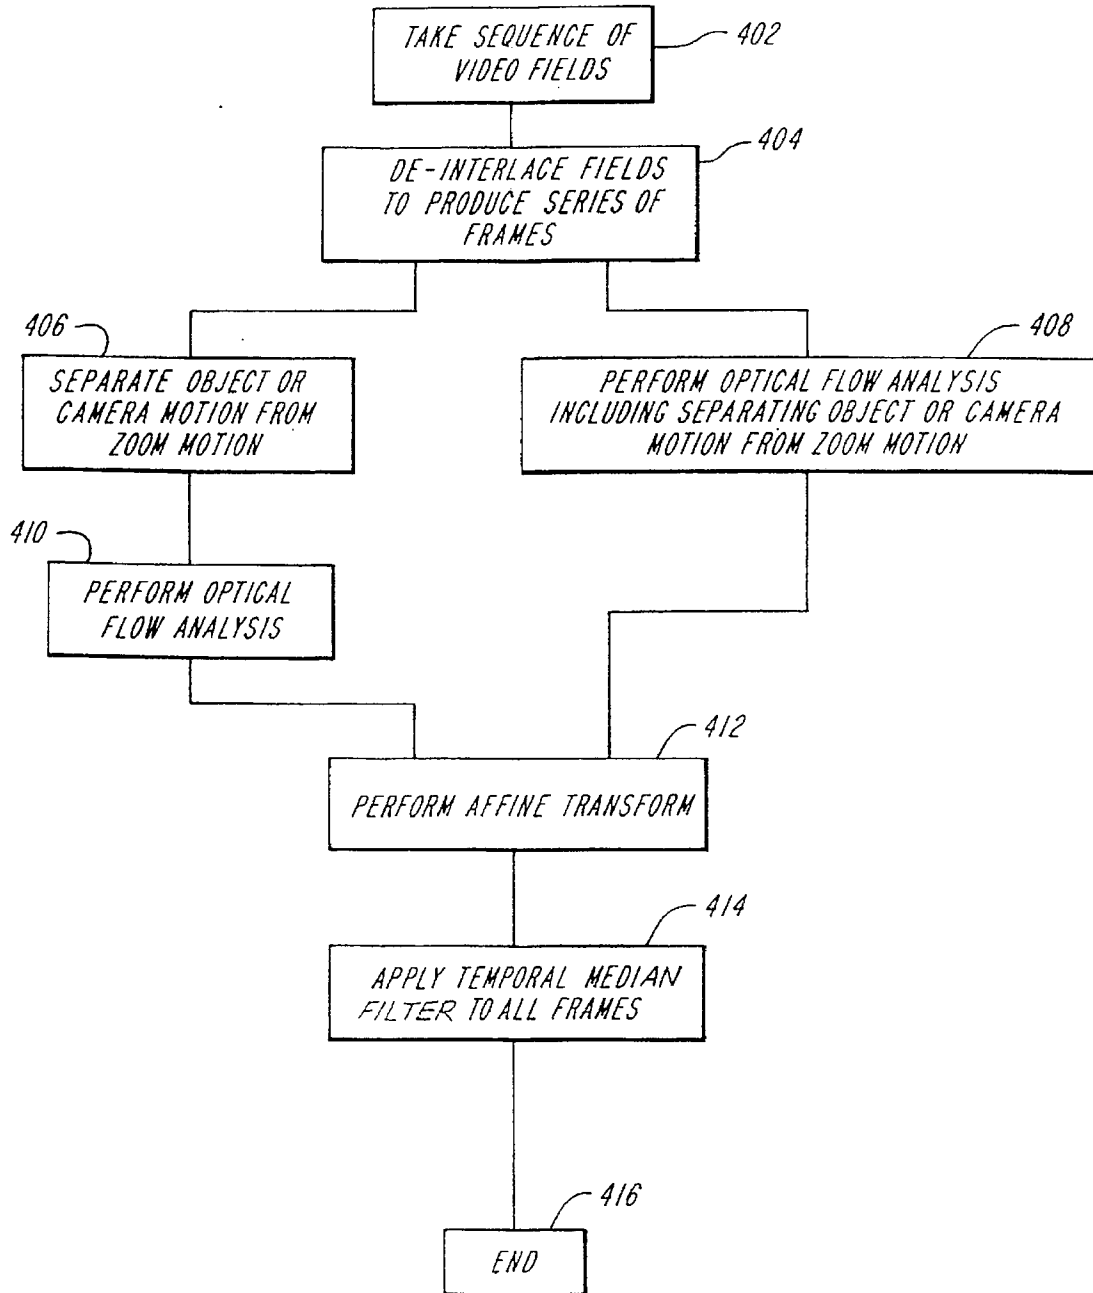 TAKE SEQUENCE OF
VIDEO FIELDS
402
DE-INTERLACE FIELDS
TO PRODUCE SERIES OF
FRAMES
404
406
SEPARATE OBJECT OR
CAMERA MOTION FROM
ZOOM MOTION
408
PERFORM OPTICAL FLOW ANALYSIS
INCLUDING SEPARATING OBJECT OR CAMERA
MOTION FROM ZOOM MOTION
410
PERFORM OPTICAL
FLOW ANALYSIS
412
PERFORM AFFINE TRANSFORM
414
APPLY TEMPORAL MEDIAN
FILTER TO ALL FRAMES
416
END